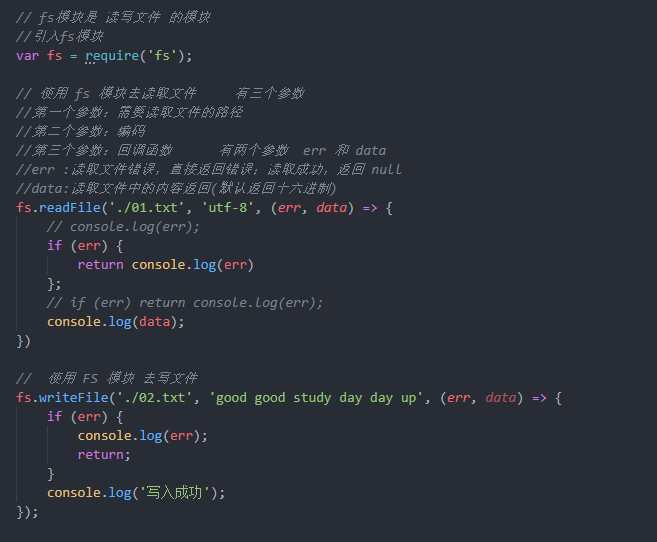 // fs模块是 读写文件 的模块
//引入fs模块
var fs = require('fs');
// 使用 fs 模块去读取文件     有三个参数
//第一个参数：需要读取文件的路径
//第二个参数：编码
//第三个参数：回调函数      有两个参数  err 和 data
//err :读取文件错误，直接返回错误；读取成功，返回 null
//data:读取文件中的内容返回(默认返回十六进制)
fs.readFile('./01.txt', 'utf-8', (err, data) => {
    // console.log(err);
    if (err) {
        return console.log(err)
    };
    // if (err) return console.log(err);
    console.log(data);
})
//  使用 FS 模块 去写文件
fs.writeFile('./02.txt', 'good good study day day up', (err, data) => {
    if (err) {
        console.log(err);
        return;
    }
    console.log('写入成功');
});